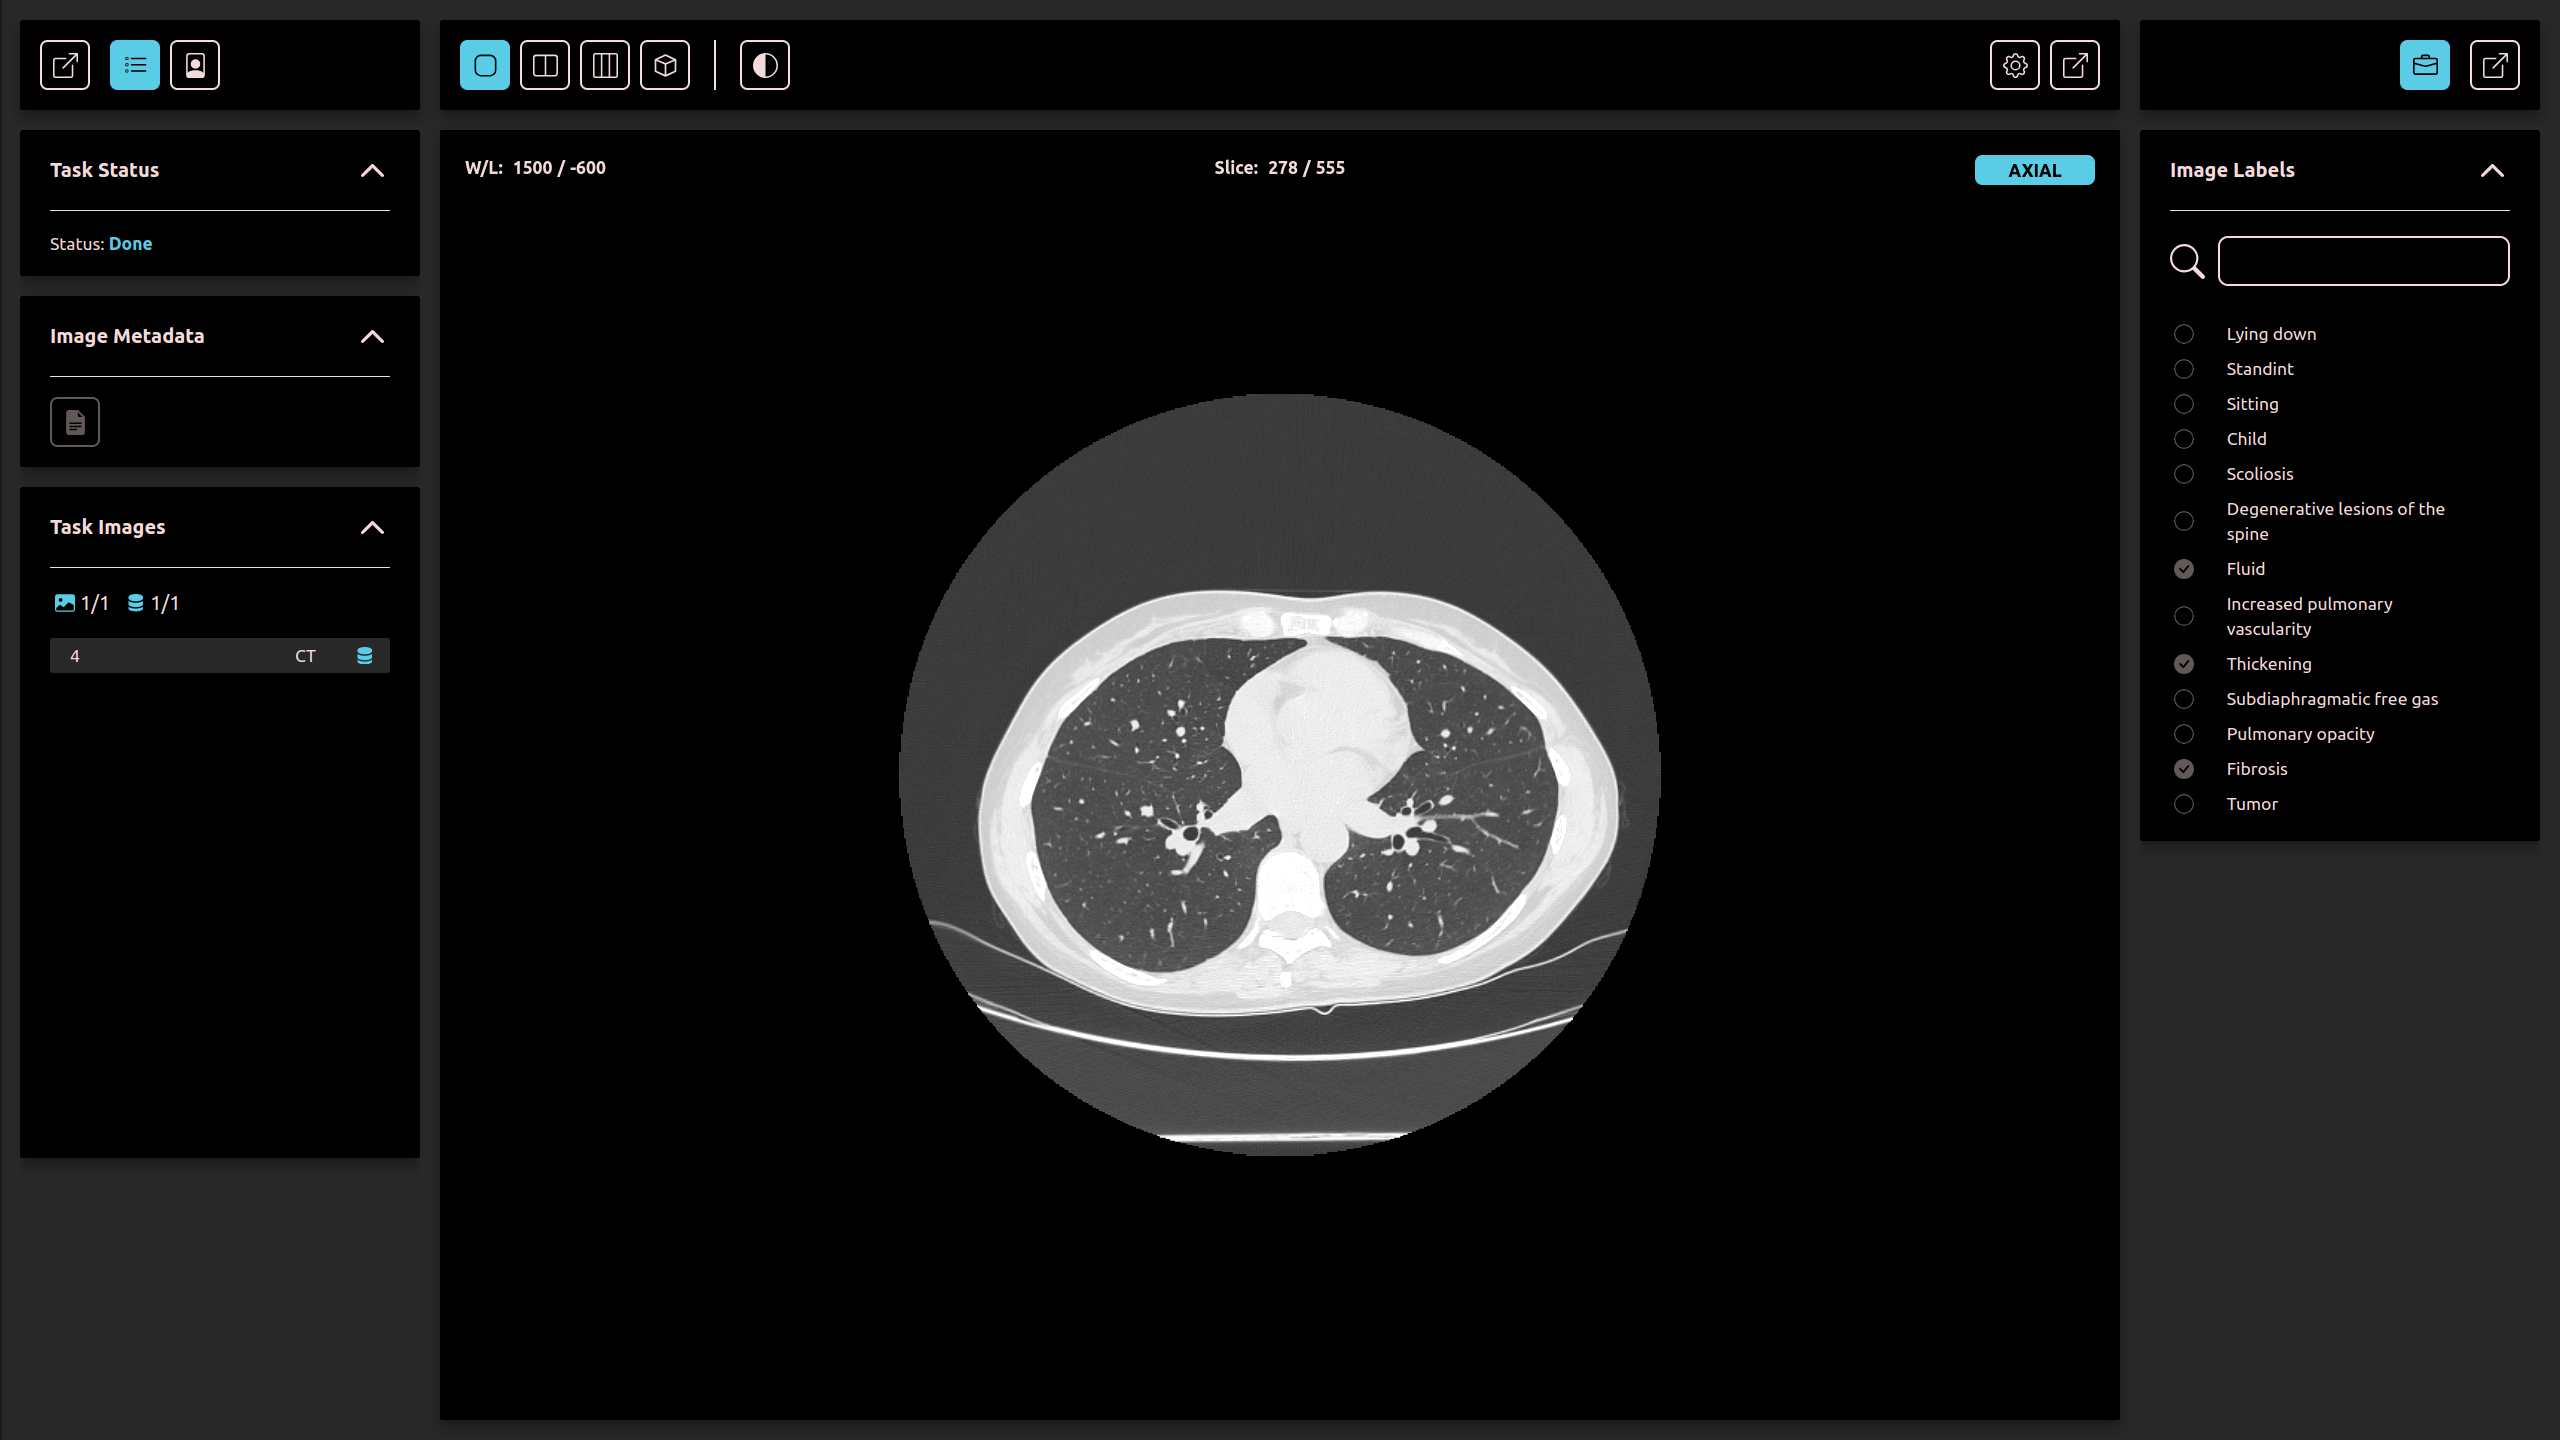 Task Status
Status: Done
Image Metadata
Task Images
1/1 1/1
4 CT
W/L: 1500 / -600
Slice: 278 / 555
AXIAL
Image Labels
Lying down
Standint
Sitting
Child
Scoliosis
Degenerative lesions of the
spine
Fluid
Increased pulmonary
vascularity
Thickening
Subdiaphragmatic free gas
Pulmonary opacity
Fibrosis
Tumor